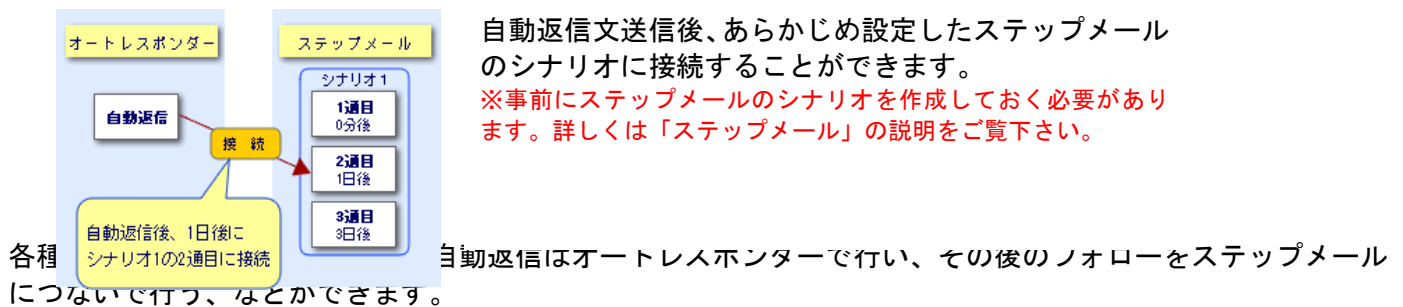 オートレスポンダー
ステップメール
シナリオ1
自動返信
1通目
0分後
接 続
2通目
1日後
3通目
3日後
自動返信後、1日後に
シナリオ1の2通目に接続
自動返信文送信後、あらかじめ設定したステップメール
のシナリオに接続することができます。
※事前にステップメールのシナリオを作成しておく必要があり
ます。詳しくは「ステップメール」の説明をご覧下さい。
各種 自動返信はオートレスポンダーで行い、その後のフォローをステップメール
につないで行う、などができます。